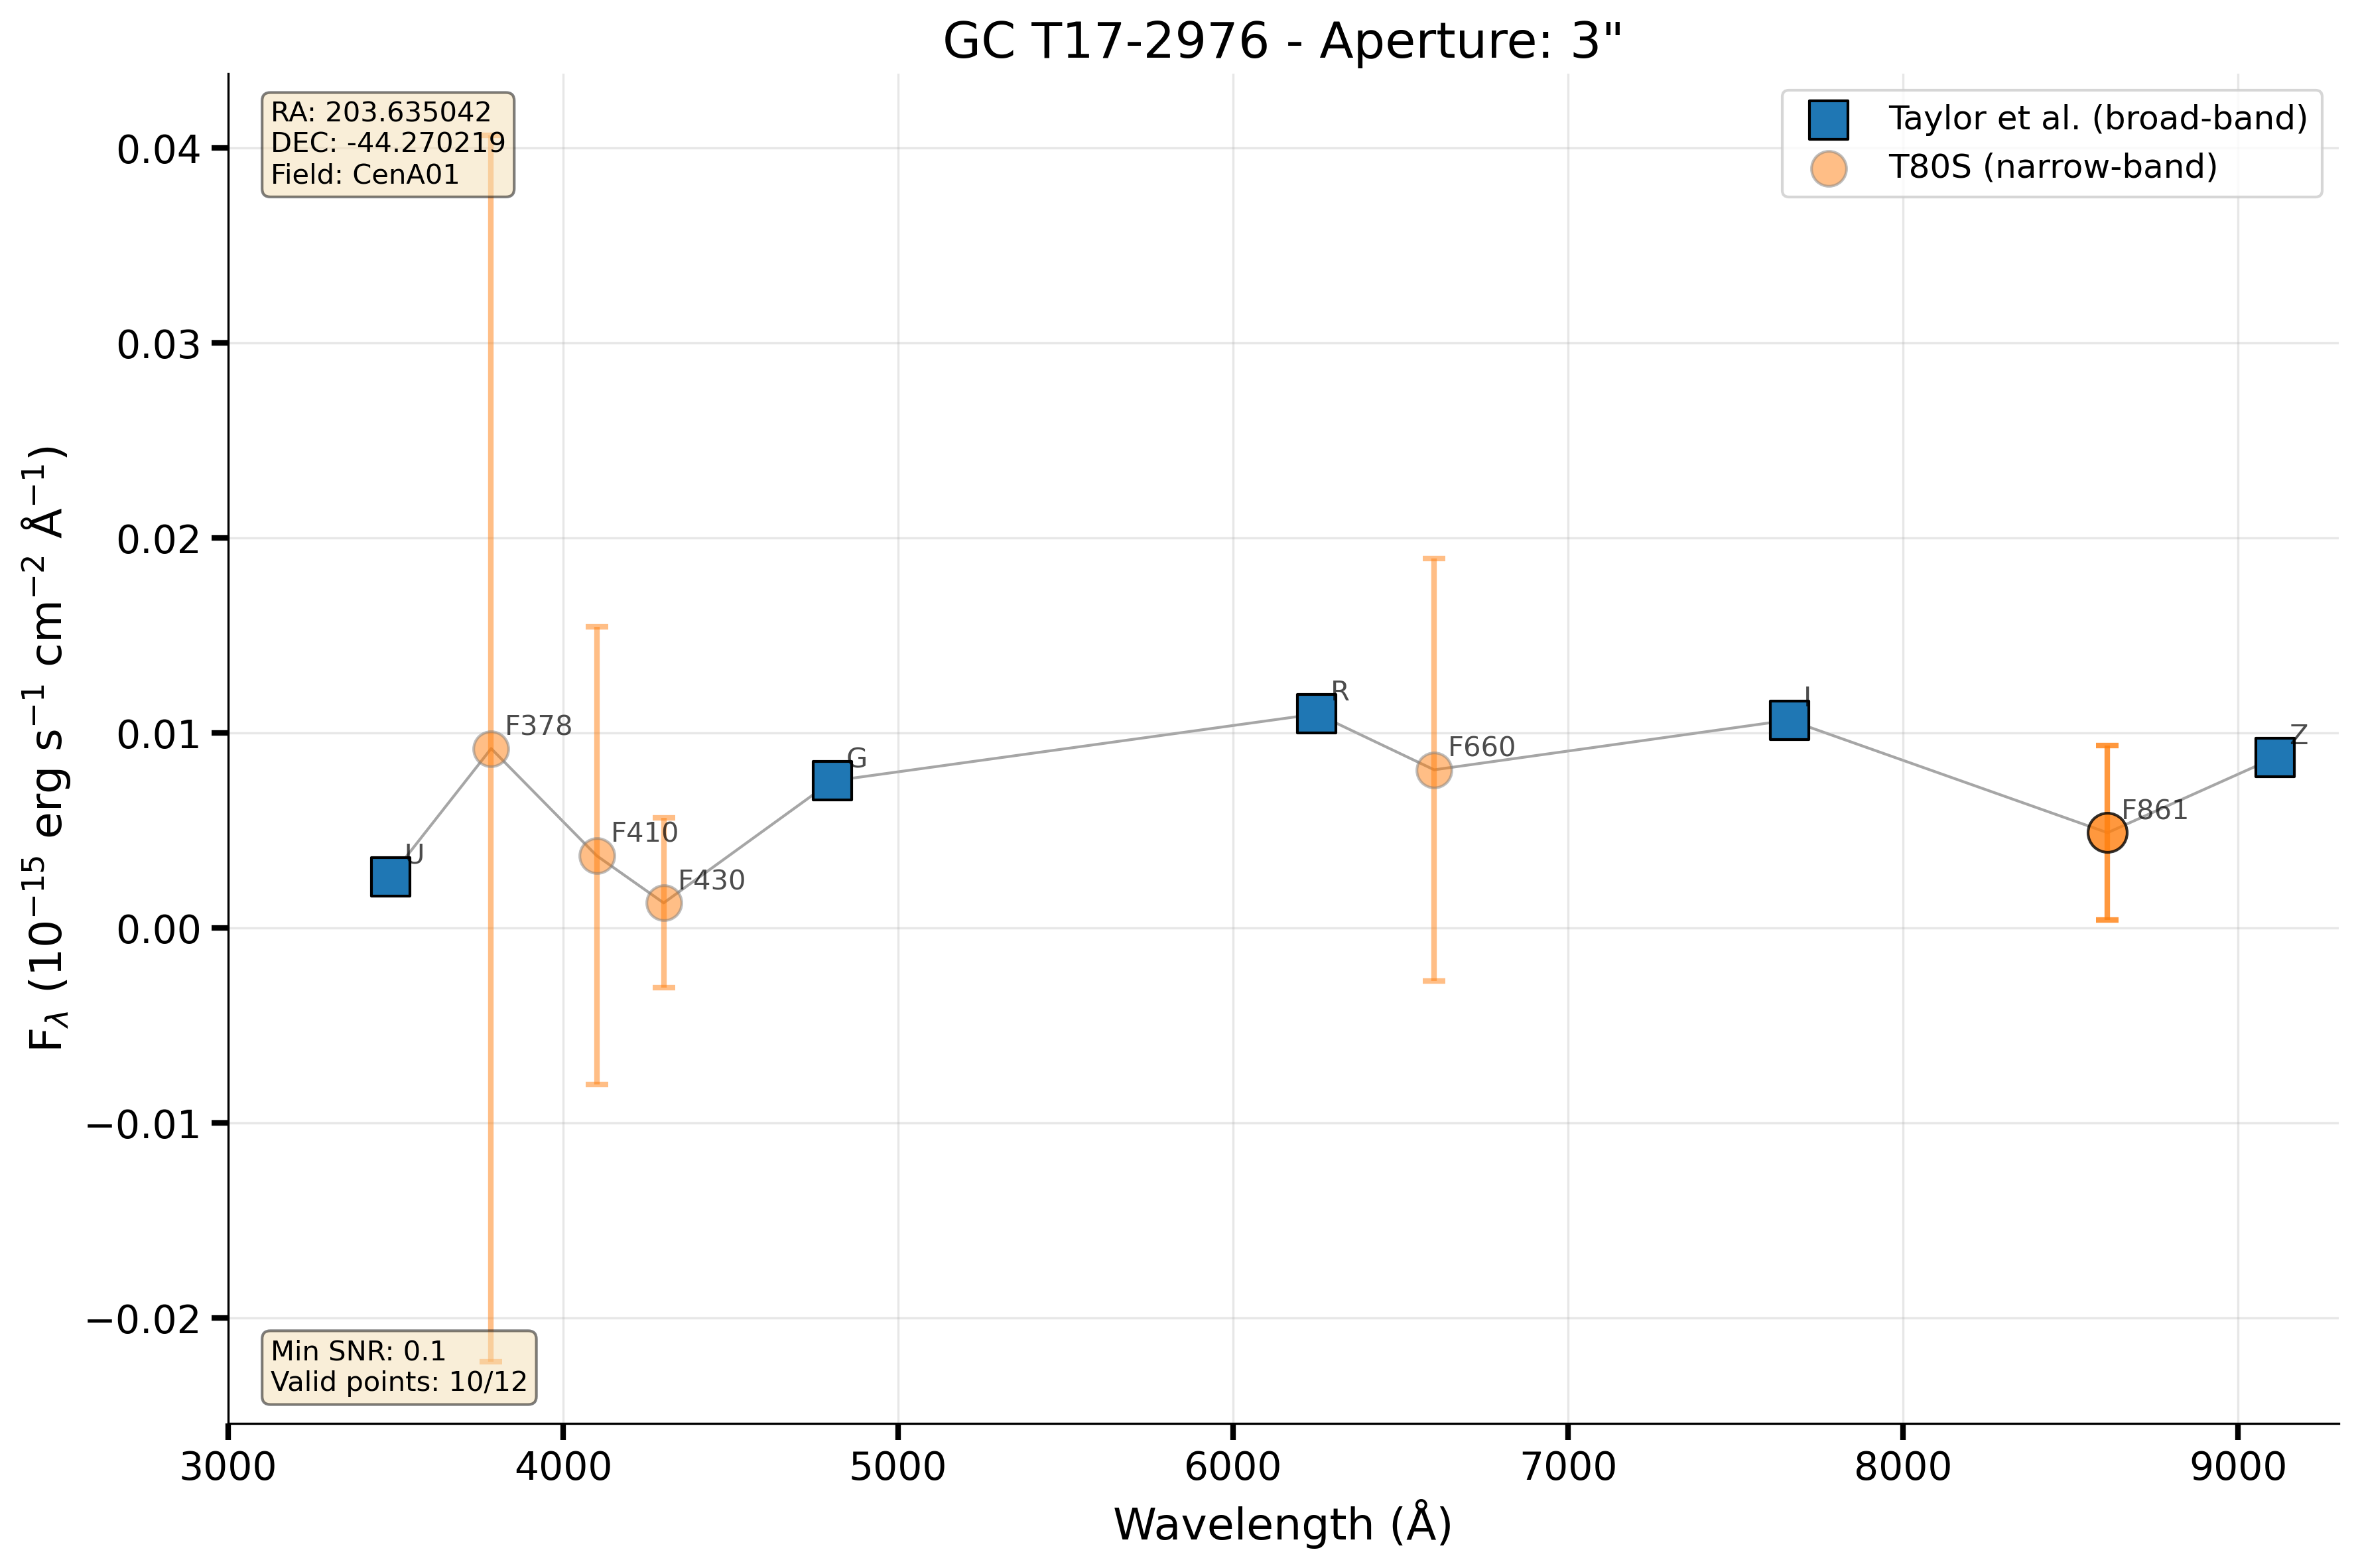 GC T17-2976 - Aperture: 3"
RA: 203.635042
DEC: -44.270219
Field: CenA01
Taylor et al. (broad-band)
T80S (narrow-band)
0.04
0.03
0.02
0.01
0.00
−0.01
−0.02
F_λ (10⁻¹⁵ erg s⁻¹ cm⁻² Å⁻¹)
U
F378
F410
F430
G
R
F660
I
F861
Z
Min SNR: 0.1
Valid points: 10/12
3000 4000 5000 6000 7000 8000 9000
Wavelength (Å)